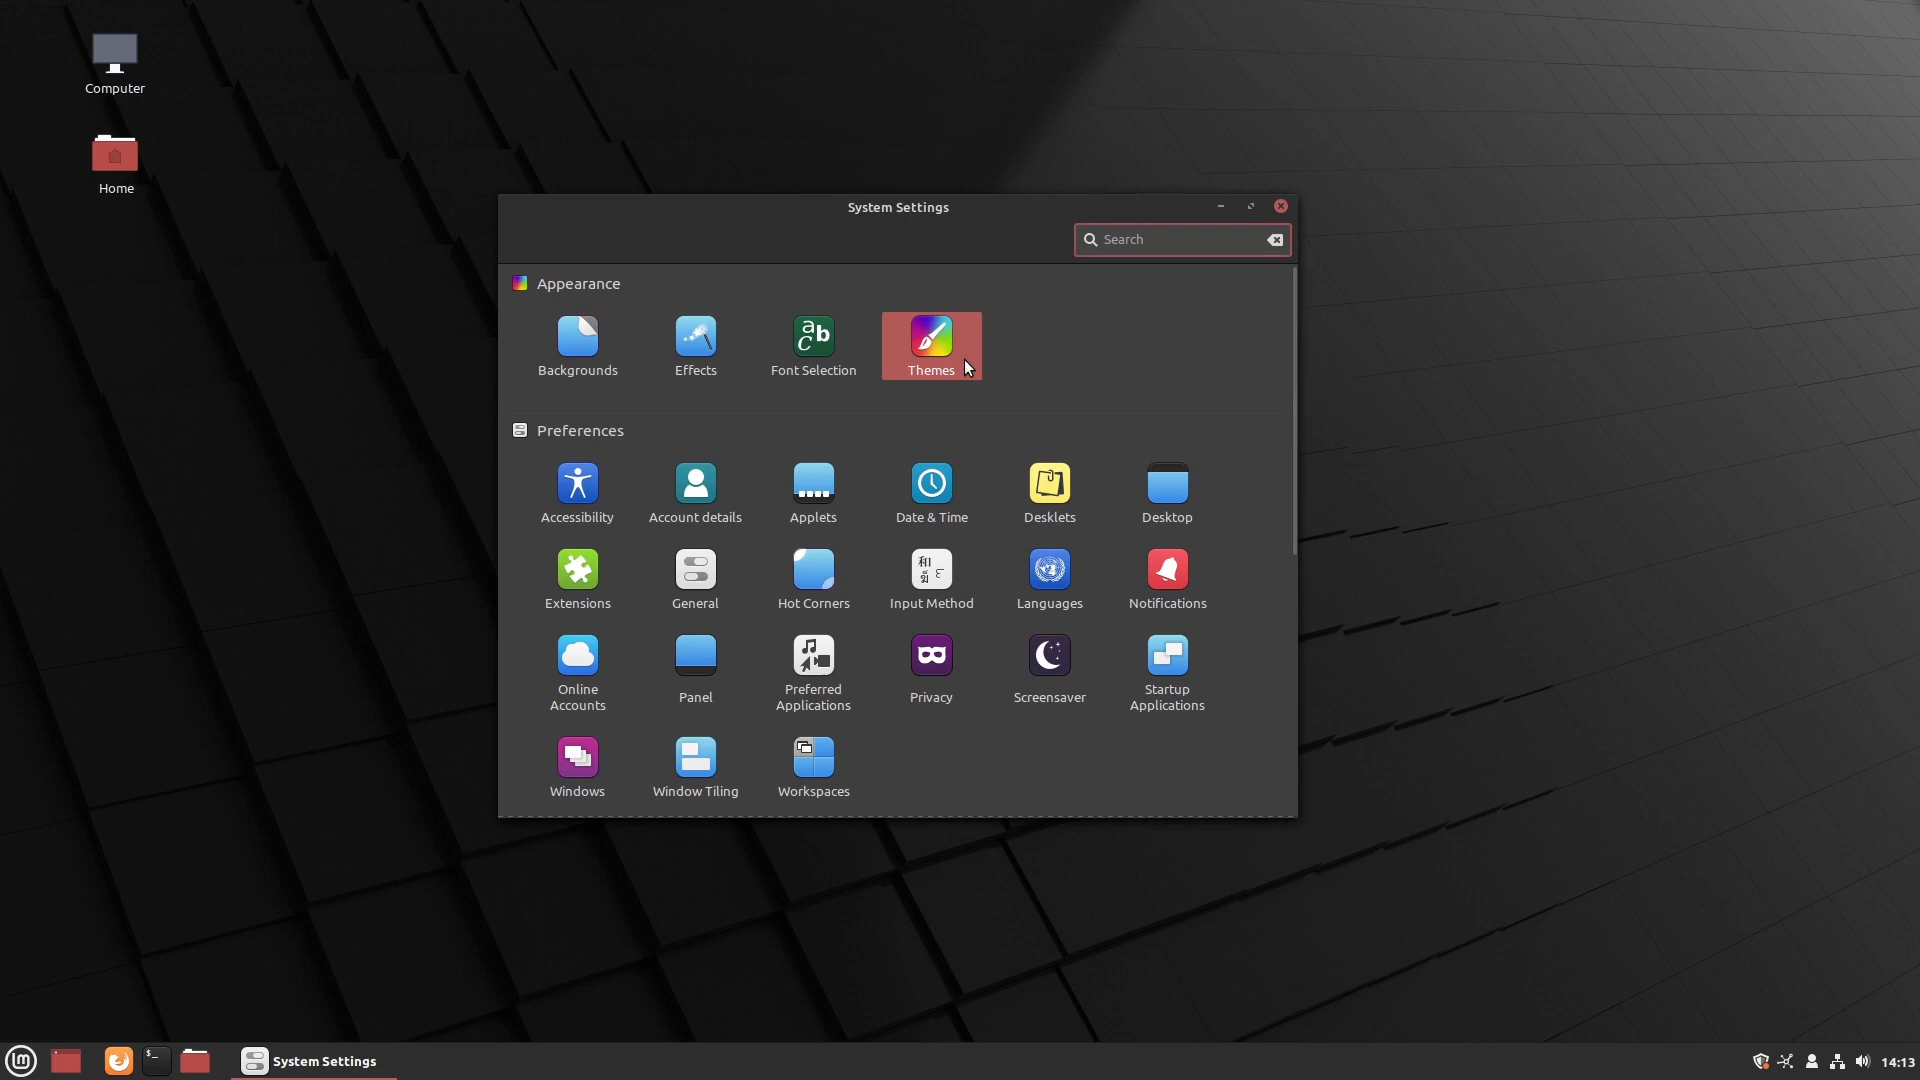 Computer
Home
System Settings
Search
Appearance
Backgrounds
Effects
Font Selection
Themes
Preferences
Accessibility
Account details
Applets
Date & Time
Desklets
Desktop
Extensions
General
Hot Corners
Input Method
Languages
Notifications
Online
Accounts
Panel
Preferred
Applications
Privacy
Screensaver
Startup
Applications
Windows
Window Tiling
Workspaces
System Settings
14:13